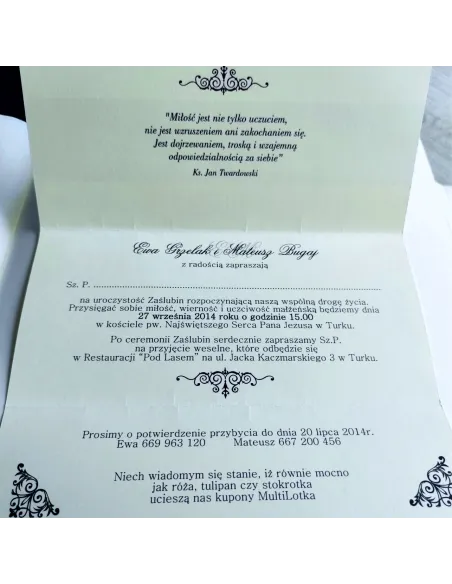 "Miłość jest nie tylko uczuciem,
nie jest wzruszeniem ani zakochaniem się.
Jest dojrzewaniem, troską i wzajemną
odpowiedzialnością za siebie"
Ks. Jan Twardowski
Ewa Grzelak i Mateusz Bugaj
z radością zapraszają
Sz. P. ..........................................................................................
na uroczystość Zaślubin rozpoczynającą naszą wspólną drogę życia.
Przysięgać sobie miłość, wierność i uczciwość małżeńską będziemy dnia
27 września 2014 roku o godzinie 15.00
w kościele pw. Najświętszego Serca Pana Jezusa w Turku.
Po ceremonii Zaślubin serdecznie zapraszamy Sz.P.
na przyjęcie weselne, które odbędzie się
w Restauracji "Pod Lasem" na ul. Jacka Kaczmarskiego 3 w Turku.
Prosimy o potwierdzenie przybycia do dnia 20 lipca 2014r.
Ewa 669 963 120 Mateusz 667 200 456
Niech wiadomym się stanie, iż równie mocno
jak róża, tulipan czy stokrotka
ucieszą nas kupony MultiLotka